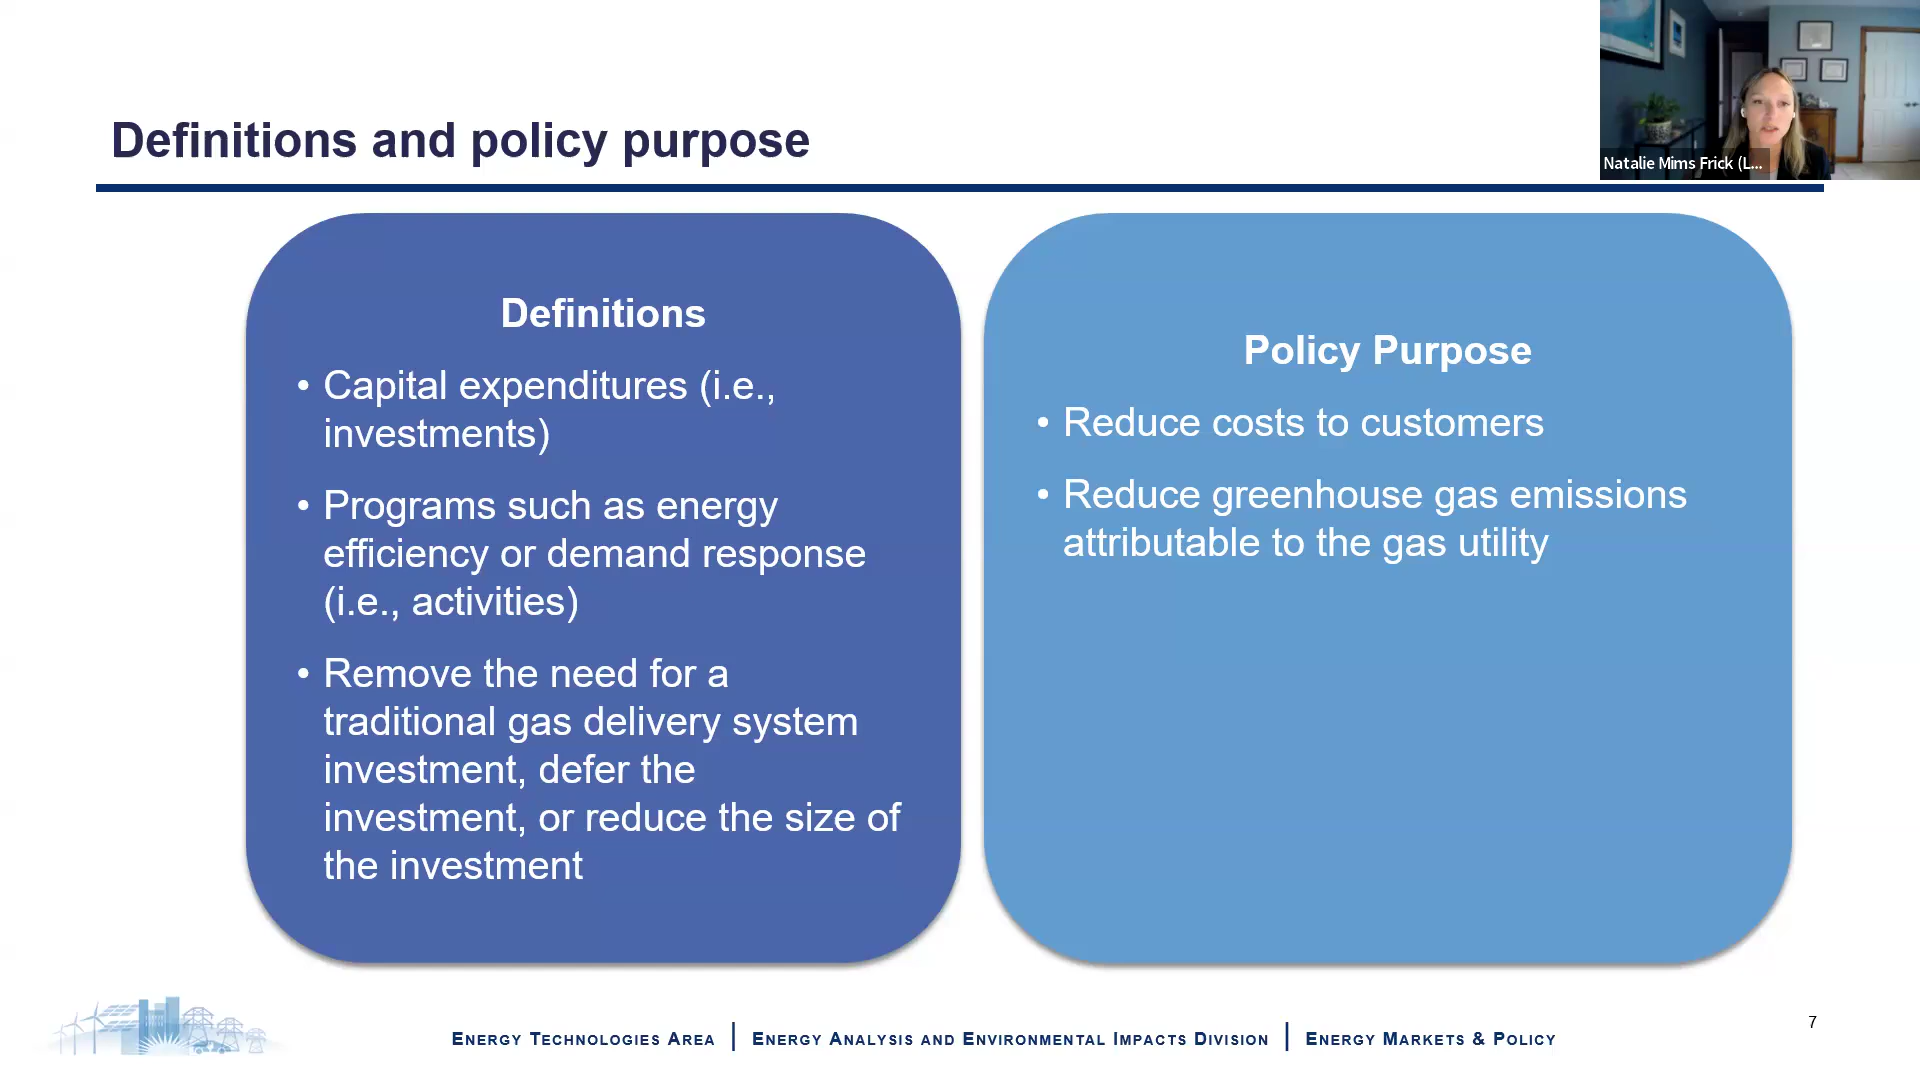 Definitions and policy purpose
Natalie Mims Frick (L...
Definitions
• Capital expenditures (i.e.,
investments)
• Programs such as energy
efficiency or demand response
(i.e., activities)
• Remove the need for a
traditional gas delivery system
investment, defer the
investment, or reduce the size of
the investment
Policy Purpose
• Reduce costs to customers
• Reduce greenhouse gas emissions
attributable to the gas utility
7
ENERGY TECHNOLOGIES AREA | ENERGY ANALYSIS AND ENVIRONMENTAL IMPACTS DIVISION | ENERGY MARKETS & POLICY